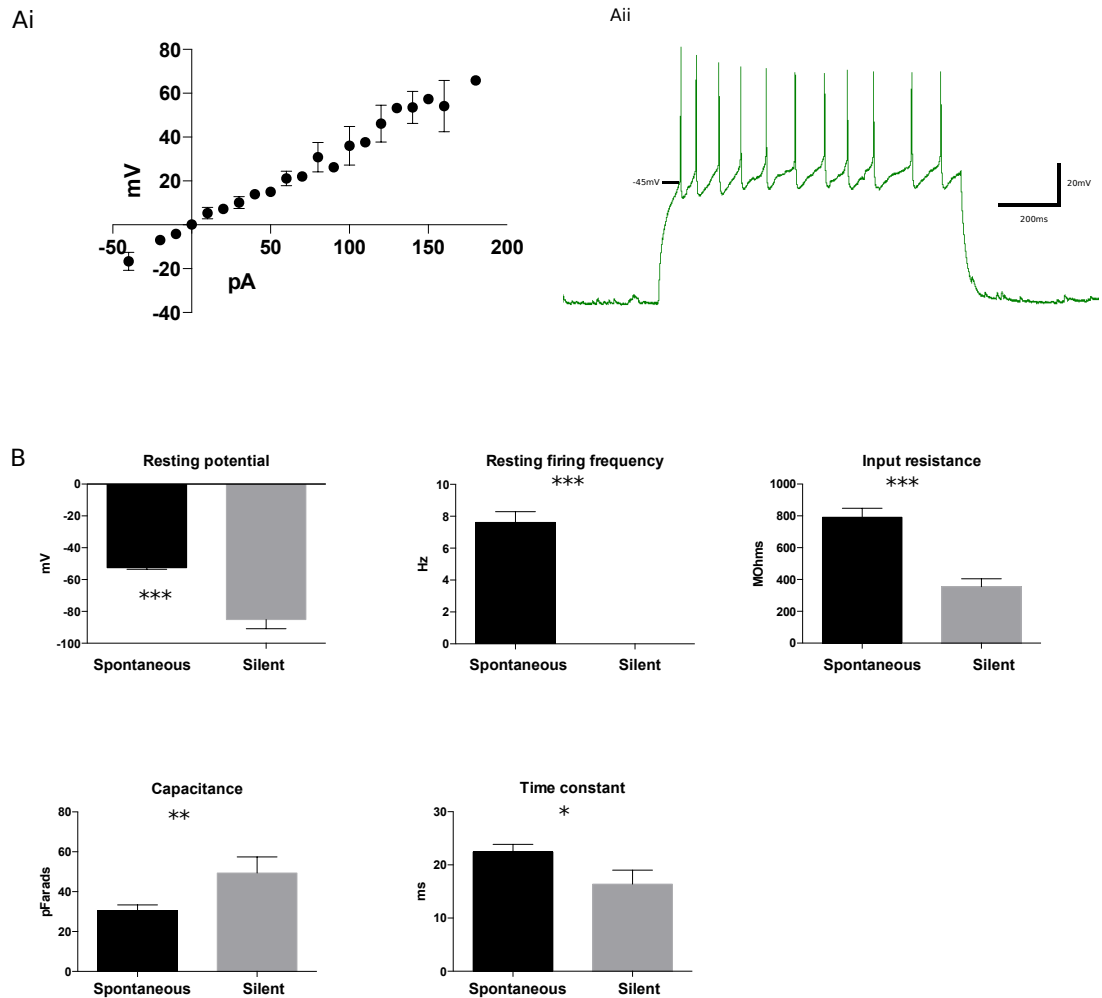 Ai
Aii
80
60
40
20
0
-20
-40
mV
-50
50
100
150
200
pA
-45mV
20mV
200ms
B
Resting potential
0
-20
-40
-60
-80
-100
mV
***
Spontaneous
Silent
Resting firing frequency
***
10
8
6
4
2
0
Hz
Spontaneous
Silent
Input resistance
***
1000
800
600
400
200
0
MOhms
Spontaneous
Silent
Capacitance
**
80
60
40
20
0
pFarads
Spontaneous
Silent
Time constant
*
30
20
10
0
ms
Spontaneous
Silent